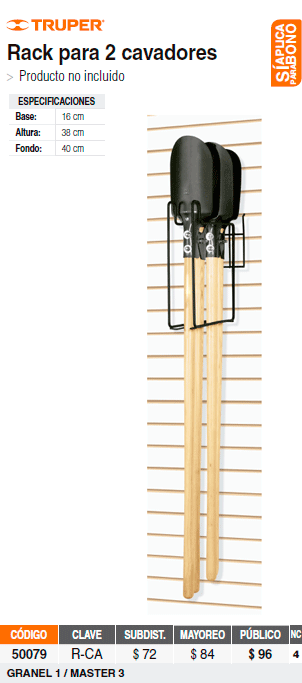 TRUPER
SÍ APLICA
PARA BONO
Rack para 2 cavadores
> Producto no incluido
ESPECIFICACIONES
Base: 16 cm
Altura: 38 cm
Fondo: 40 cm
CÓDIGO CLAVE SUBDIST. MAYOREO PÚBLICO NC
50079 R-CA $ 72 $ 84 $ 96 4
GRANEL 1 / MASTER 3